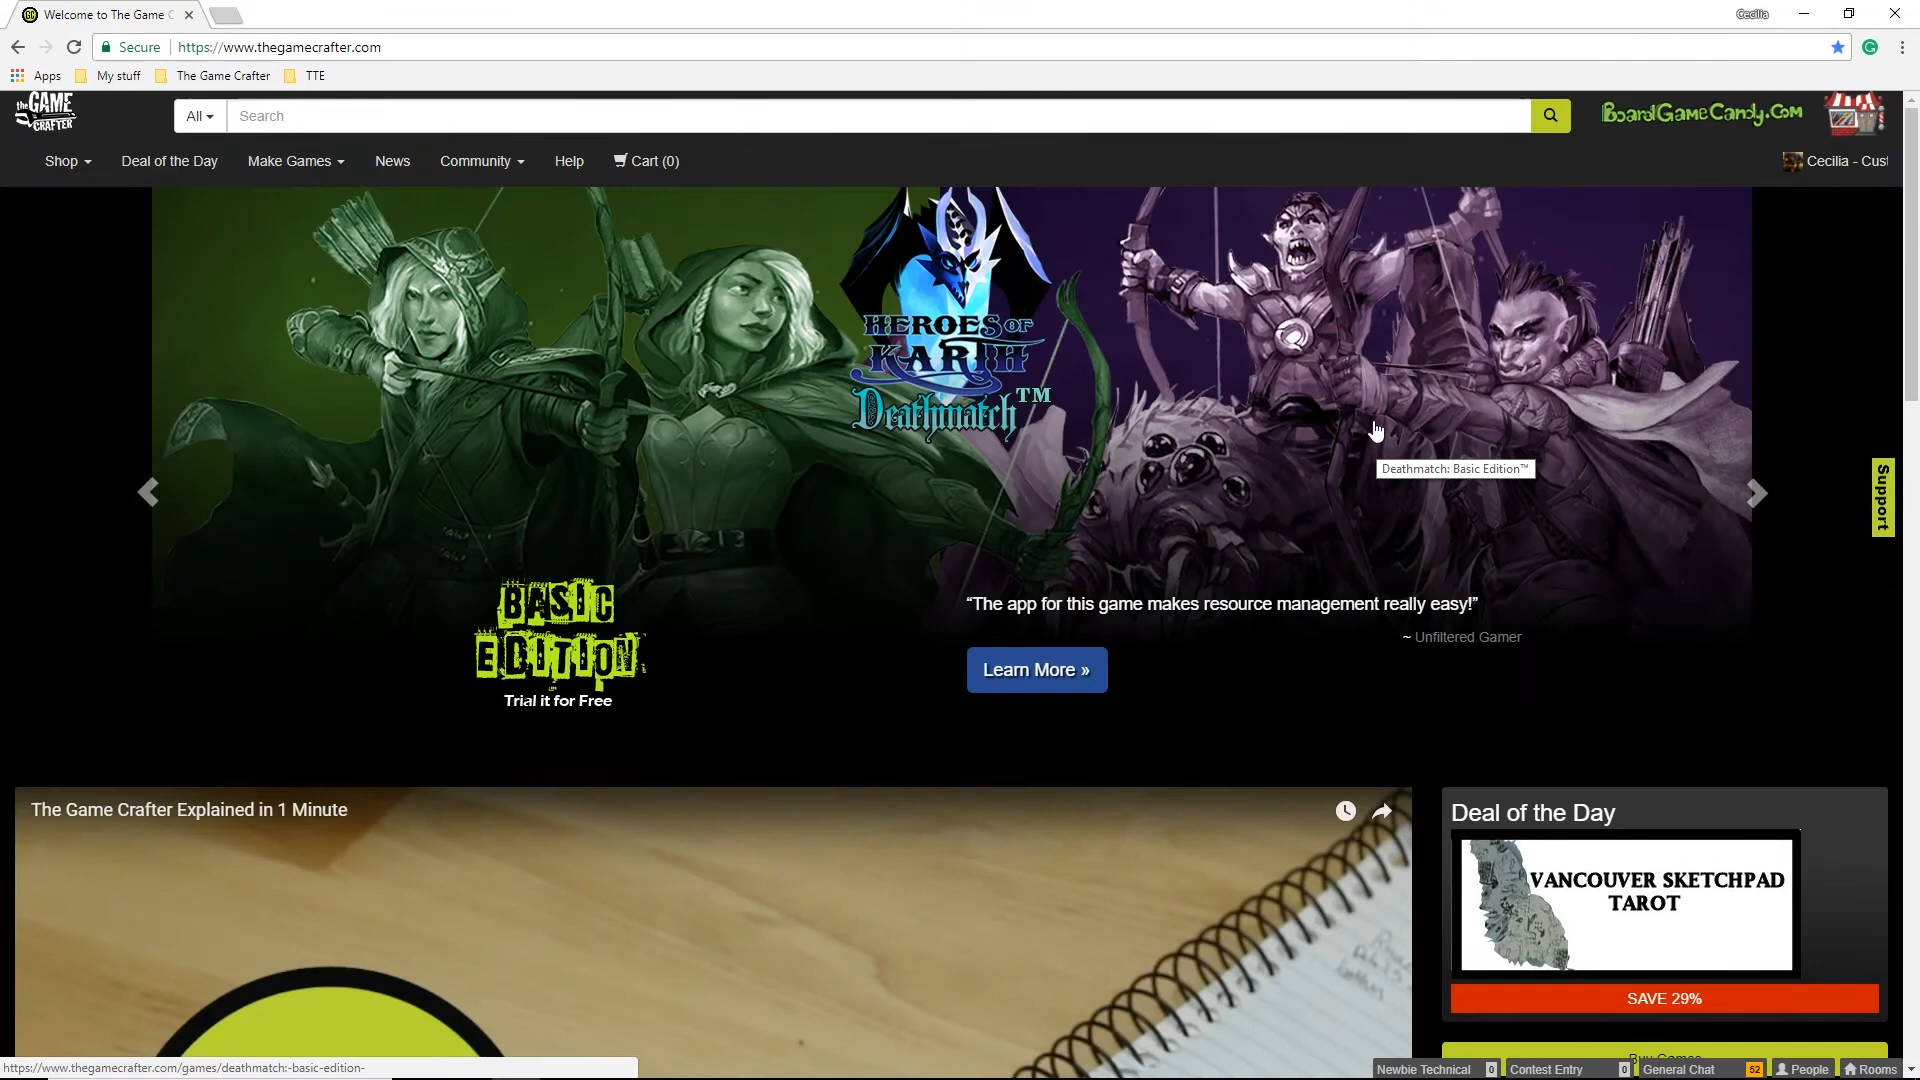 Welcome to The Game C
Cecilia
Secure
https://www.thegamecrafter.com
Apps
My stuff
The Game Crafter
TTE
the GAME CRAFTER
All
Search
BoardGameCandy.Com
Shop
Deal of the Day
Make Games
News
Community
Help
Cart (0)
Cecilia - Cust
HEROES OF
KARTH
Deathmatch™
Deathmatch: Basic Edition™
Support
BASIC
EDITION
Trial it for Free
“The app for this game makes resource management really easy!”
~ Unfiltered Gamer
Learn More »
The Game Crafter Explained in 1 Minute
Deal of the Day
VANCOUVER SKETCHPAD
TAROT
SAVE 29%
Buy Games
https://www.thegamecrafter.com/games/deathmatch:-basic-edition-
Newbie Technical 0
Contest Entry 0
General Chat 52
People
Rooms